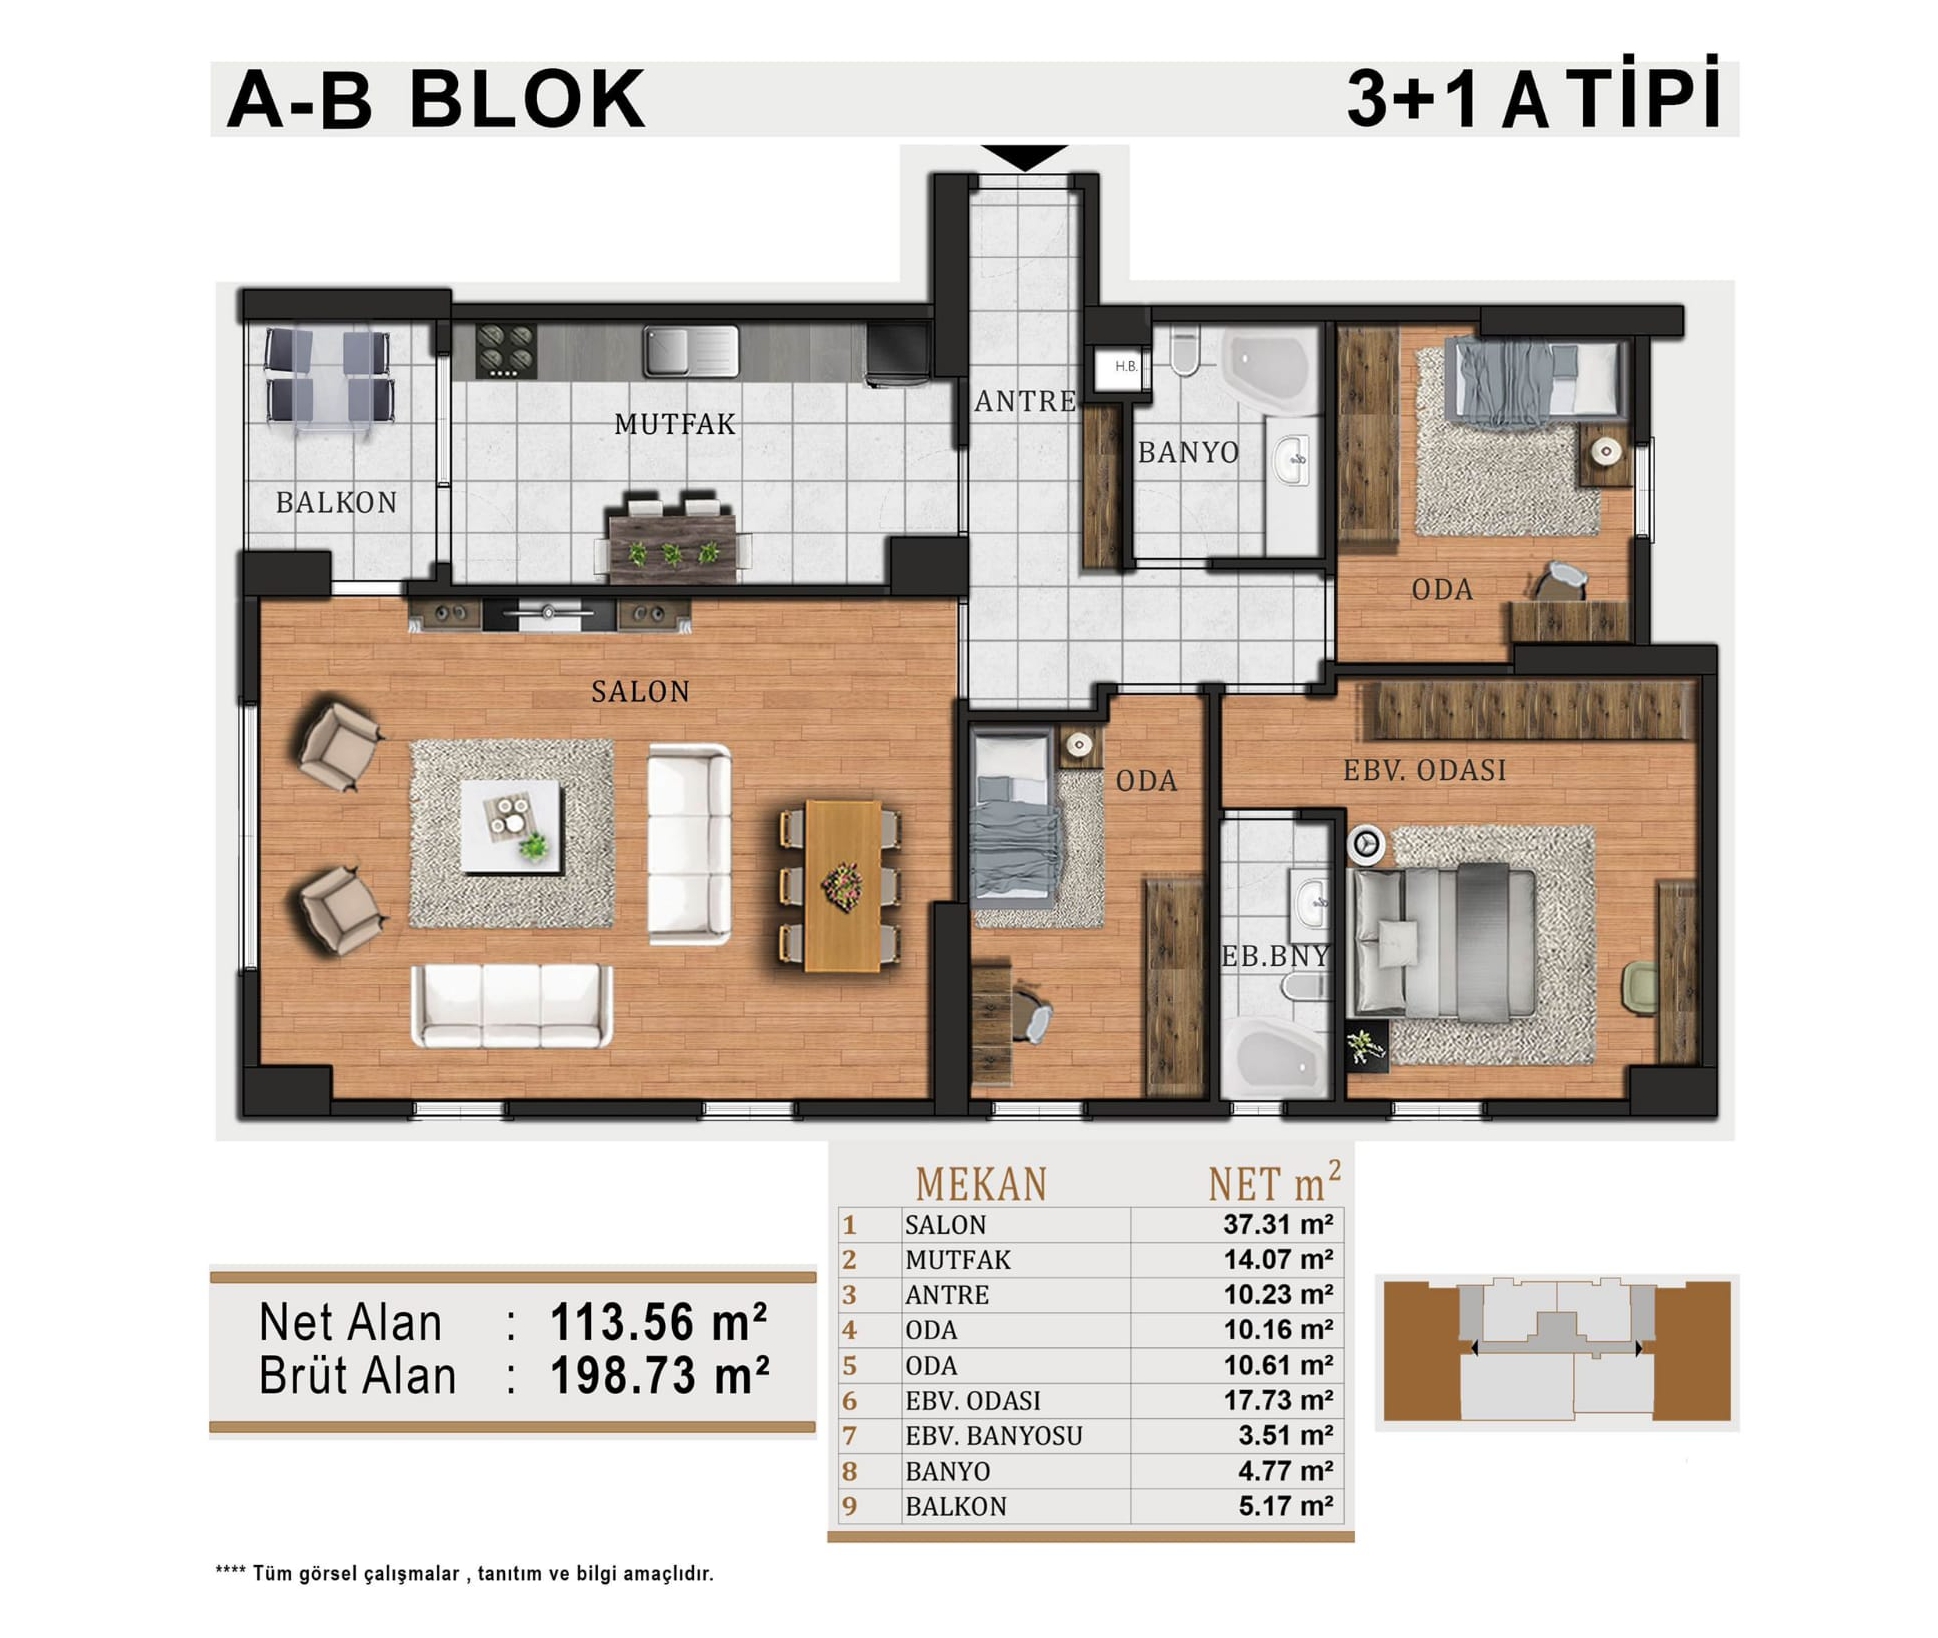 A-B BLOK
3+1 A TİPİ
ANTRE
H.B.
MUTFAK
BANYO
BALKON
ODA
SALON
EBV. ODASI
ODA
EB.BNY
MEKAN NET m²
1 SALON 37.31 m²
2 MUTFAK 14.07 m²
3 ANTRE 10.23 m²
4 ODA 10.16 m²
5 ODA 10.61 m²
6 EBV. ODASI 17.73 m²
7 EBV. BANYOSU 3.51 m²
8 BANYO 4.77 m²
9 BALKON 5.17 m²
Net Alan : 113.56 m²
Brüt Alan : 198.73 m²
**** Tüm görsel çalışmalar , tanıtım ve bilgi amaçlıdır.